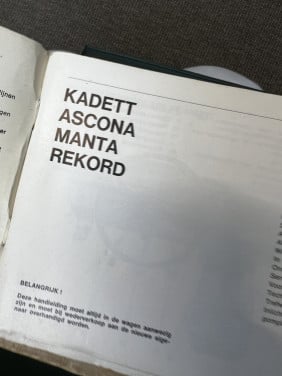 lijnen
KADETT
ASCONA
MANTA
REKORD
BELANGRIJK !
Deze handleiding moet altijd in de wagen aanwezig
zijn en moet bij wederverkoop aan de nieuwe eige-
naar overhandigd worden.